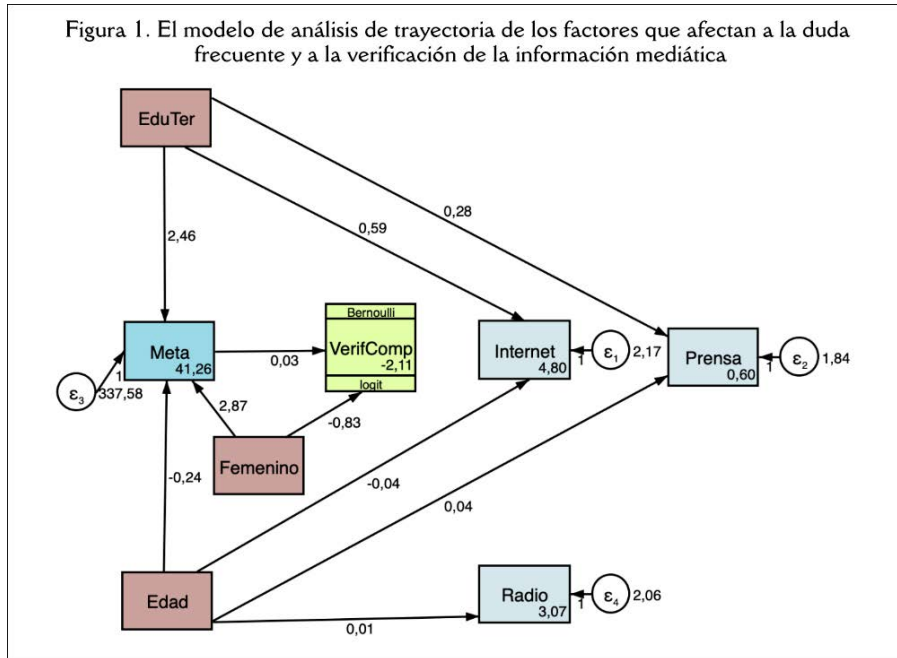 Figura 1. El modelo de análisis de trayectoria de los factores que afectan a la duda
frecuente y a la verificación de la información mediática
EduTer
0,28
0,59
2,46
Bernoulli
Meta
41,26
0,03
VerifComp
-2,11
logit
Internet
4,80
1
ε1
2,17
Prensa
0,60
1
ε2
1,84
1
ε3
337,58
2,87
-0,83
Femenino
-0,24
-0,04
0,04
Edad
0,01
Radio
3,07
1
ε4
2,06